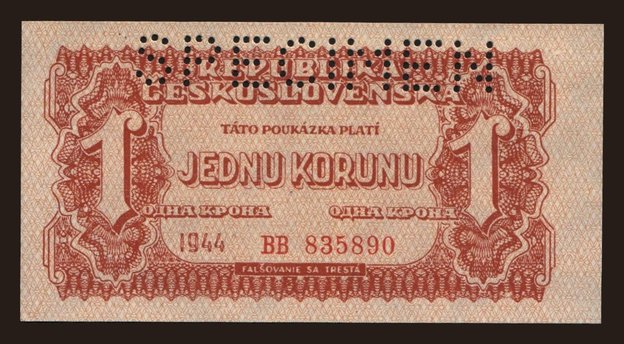 SPECIMEN
REPUBLIKA
ČESKOSLOVENSKÁ
TÁTO POUKÁZKA PLATÍ
1 JEDNU KORUNU 1
ОДНА КРОНА ОДНА КРОНА
1944 BB 835890
FALŠOVANIE SA TRESTÁ